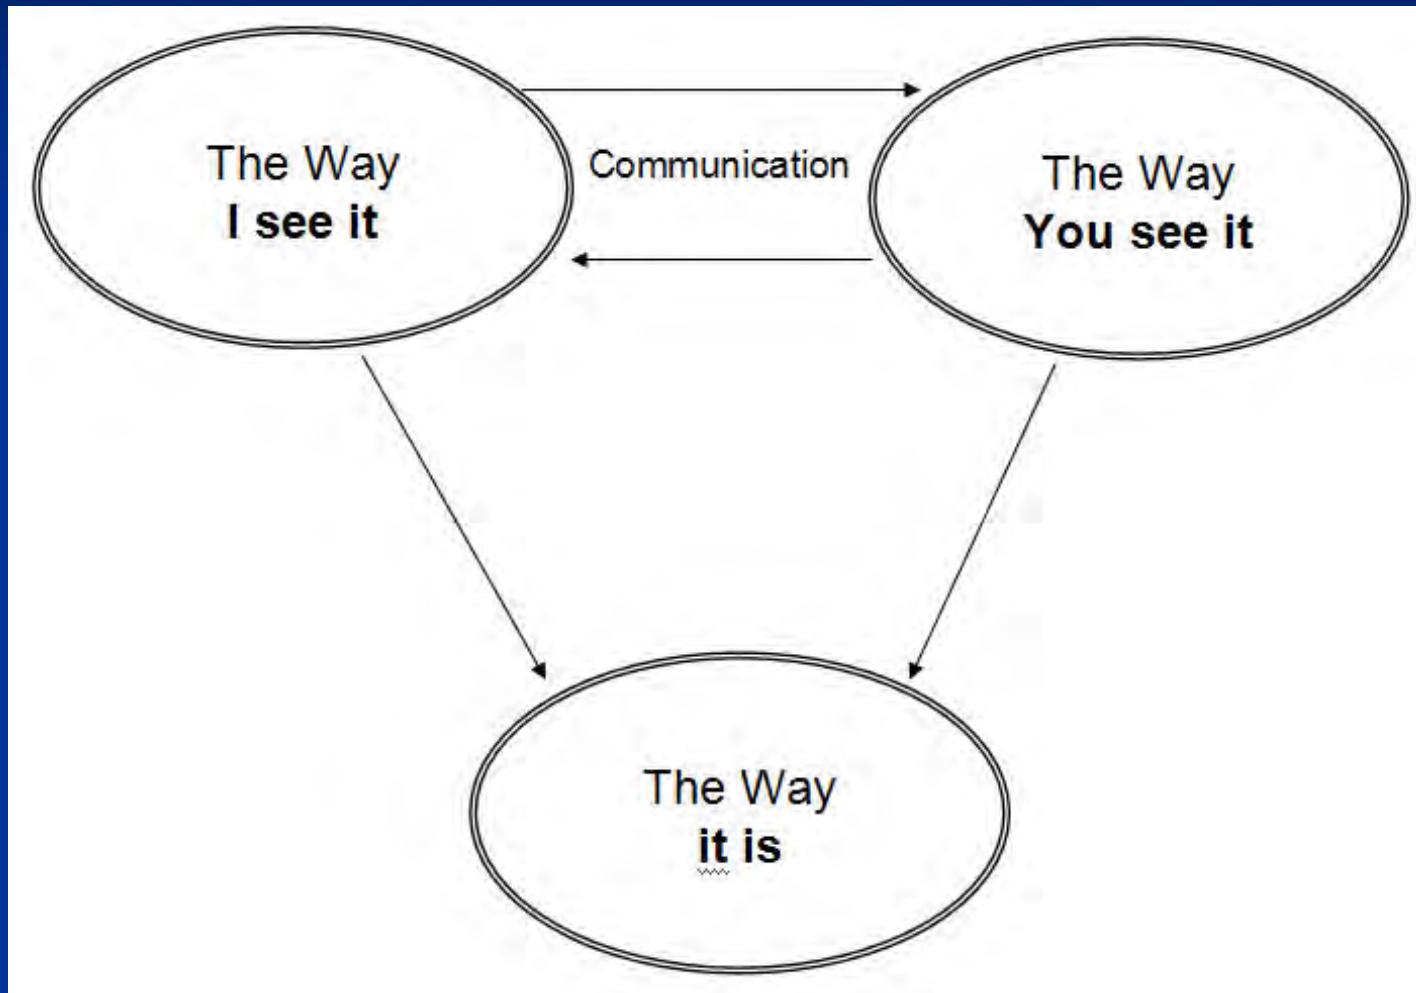 The Way
I see it
Communication
The Way
You see it
The Way
it is